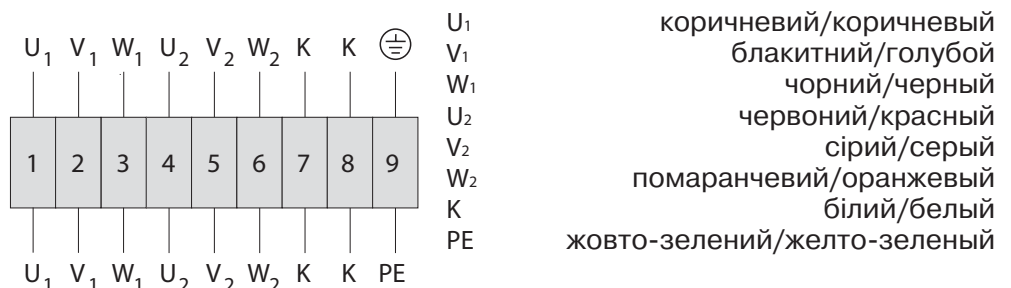 U₁ V₁ W₁ U₂ V₂ W₂ K K
1 2 3 4 5 6 7 8 9
U₁ V₁ W₁ U₂ V₂ W₂ K K PE
U₁ коричневий/коричневый
V₁ блакитний/голубой
W₁ чорний/черный
U₂ червоний/красный
V₂ сірий/серый
W₂ помаранчевий/оранжевый
K білий/белый
PE жовто-зелений/желто-зеленый